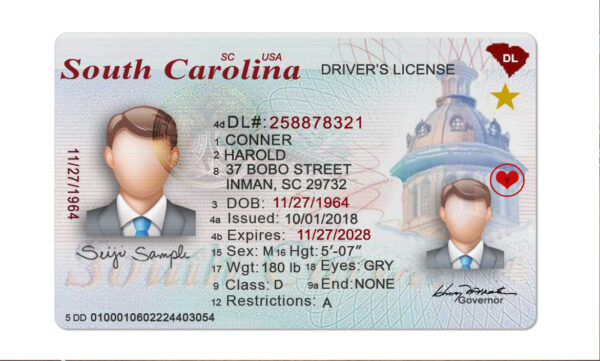 SC USA
South Carolina DRIVER'S LICENSE DL
4d DL#: 258878321
1 CONNER
2 HAROLD
8 37 BOBO STREET
INMAN, SC 29732
3 DOB: 11/27/1964
4a Issued: 10/01/2018
4b Expires: 11/27/2028
15 Sex: M 16 Hgt: 5'-07"
17 Wgt: 180 lb 18 Eyes: GRY
9 Class: D 9a End: NONE
12 Restrictions: A
11/27/1964
Seiji Sample
Y
Governor
5 DD 0100010602224403054
South Carolina